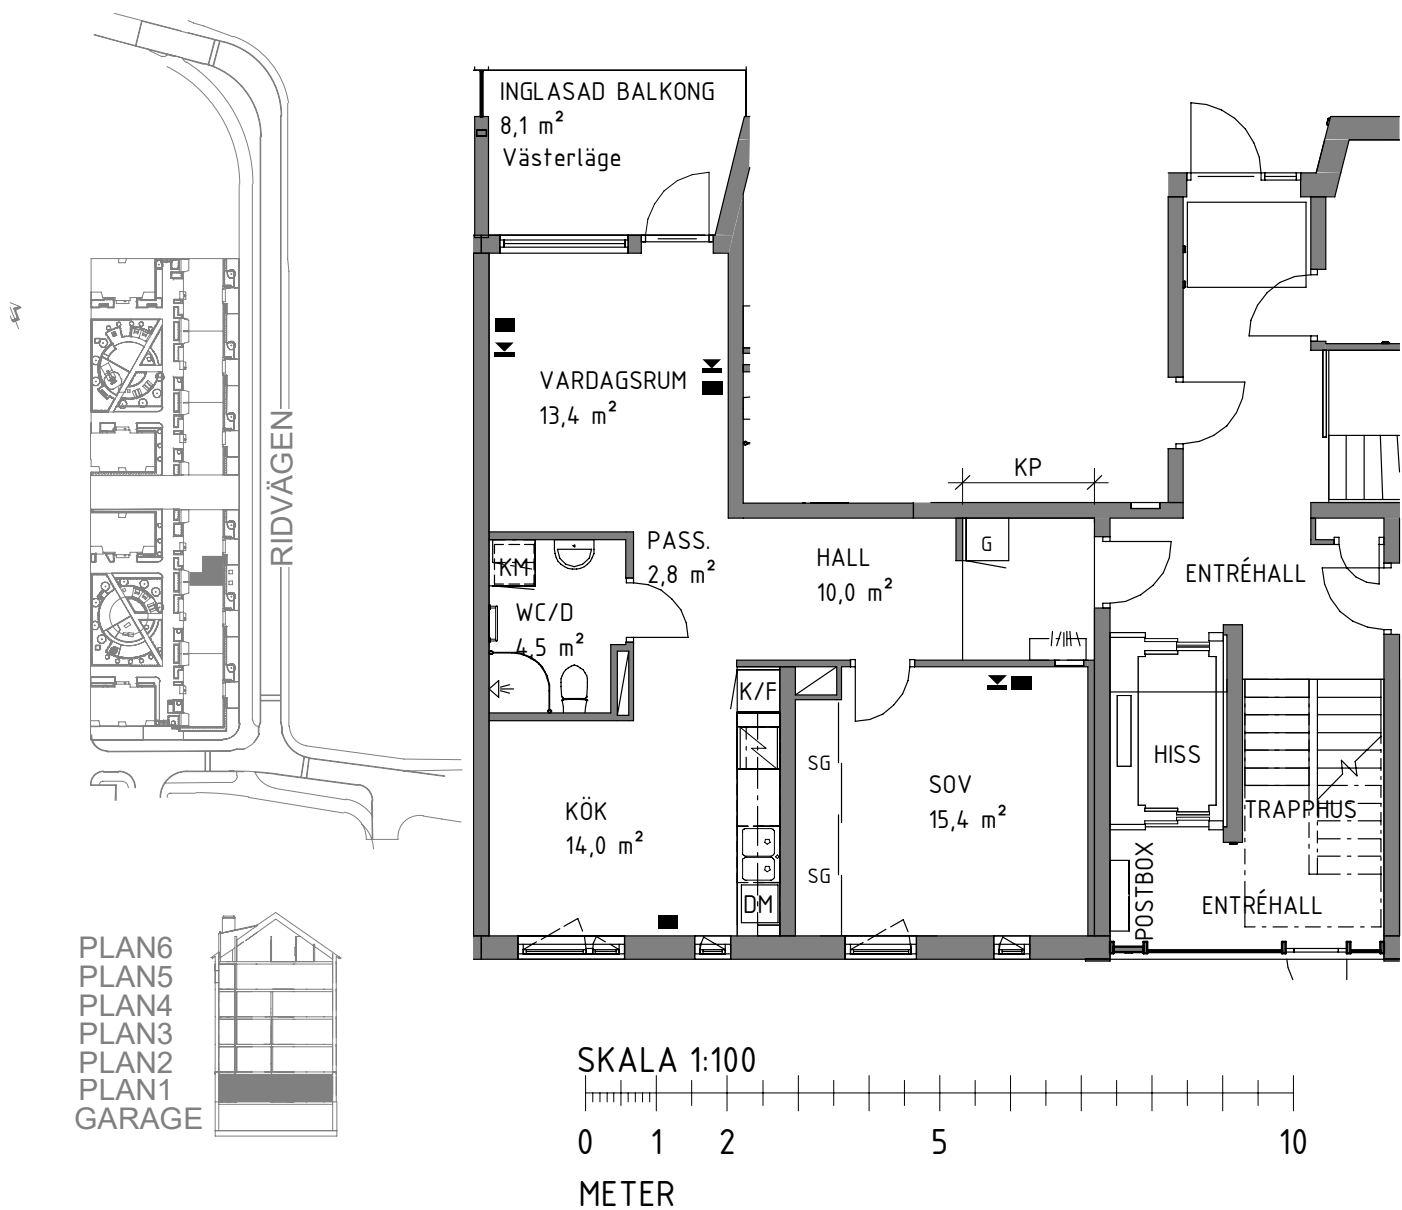 INGLASAD BALKONG
8,1 m²
Västerläge
VARDAGSRUM
13,4 m²
KP
PASS.
2,8 m²
HALL
10,0 m²
G
ENTRÉHALL
KM
WC/D
4,5 m²
K/F
SG
SOV
15,4 m²
HISS
TRAPPHUS
KÖK
14,0 m²
SG
DM
POSTBOX
ENTRÉHALL
RIDVÄGEN
PLAN6
PLAN5
PLAN4
PLAN3
PLAN2
PLAN1
GARAGE
SKALA 1:100
0 1 2 5 10
METER